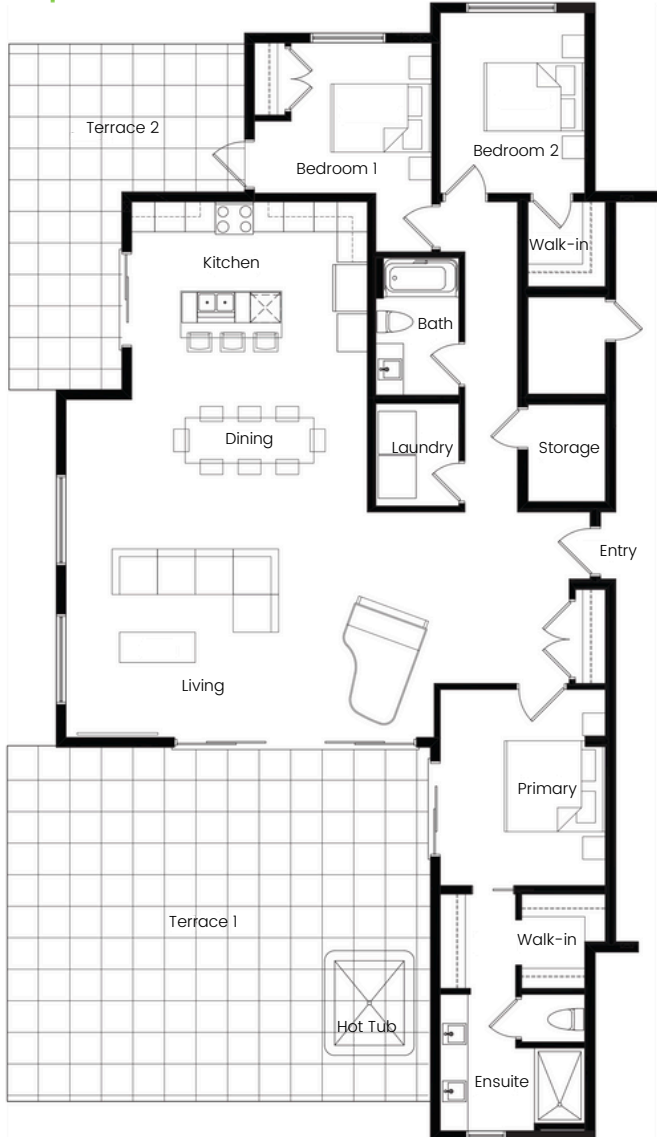 Terrace 2
Bedroom 1
Bedroom 2
Walk-in
Kitchen
Bath
Dining
Laundry
Storage
Entry
Living
Primary
Terrace 1
Walk-in
Hot Tub
Ensuite